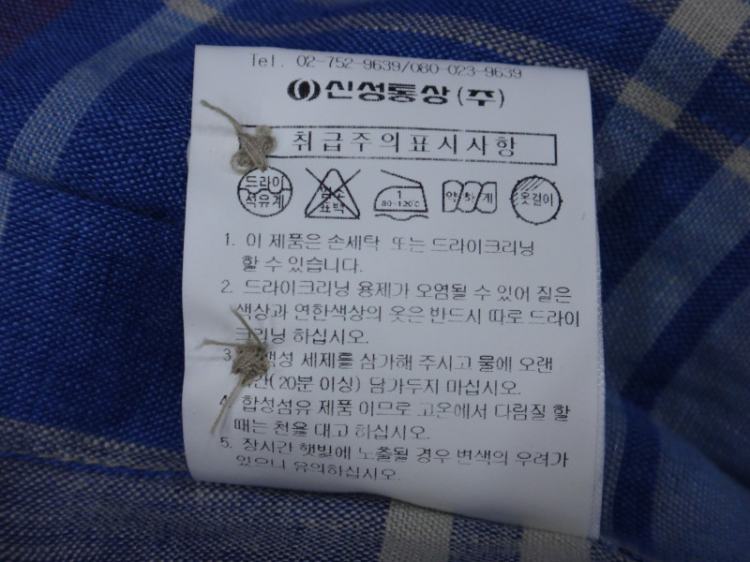 Tel. 02-752-9639/080-023-9639
신성통상(주)
취급주의표시사항
드라이 석유계
염소 표백
1 80-120℃
약하게
옷걸이
1. 이 제품은 손세탁 또는 드라이크리닝
할 수 있습니다.
2. 드라이크리닝 용제가 오염될 수 있어 짙은
색상과 연한색상의 옷은 반드시 따로 드라이
크리닝 하십시오.
3. 세제를 삼가해 주시고 물에 오랜
(20분 이싱) 담가두지 마십시오.
4. 합성섬유 제품 이므로 고온에서 다림질 할
때는 천을 대고 하십시오.
5. 장시간 햇빛에 노출될 경우 변색의 우려가
있으니 유의하십시오